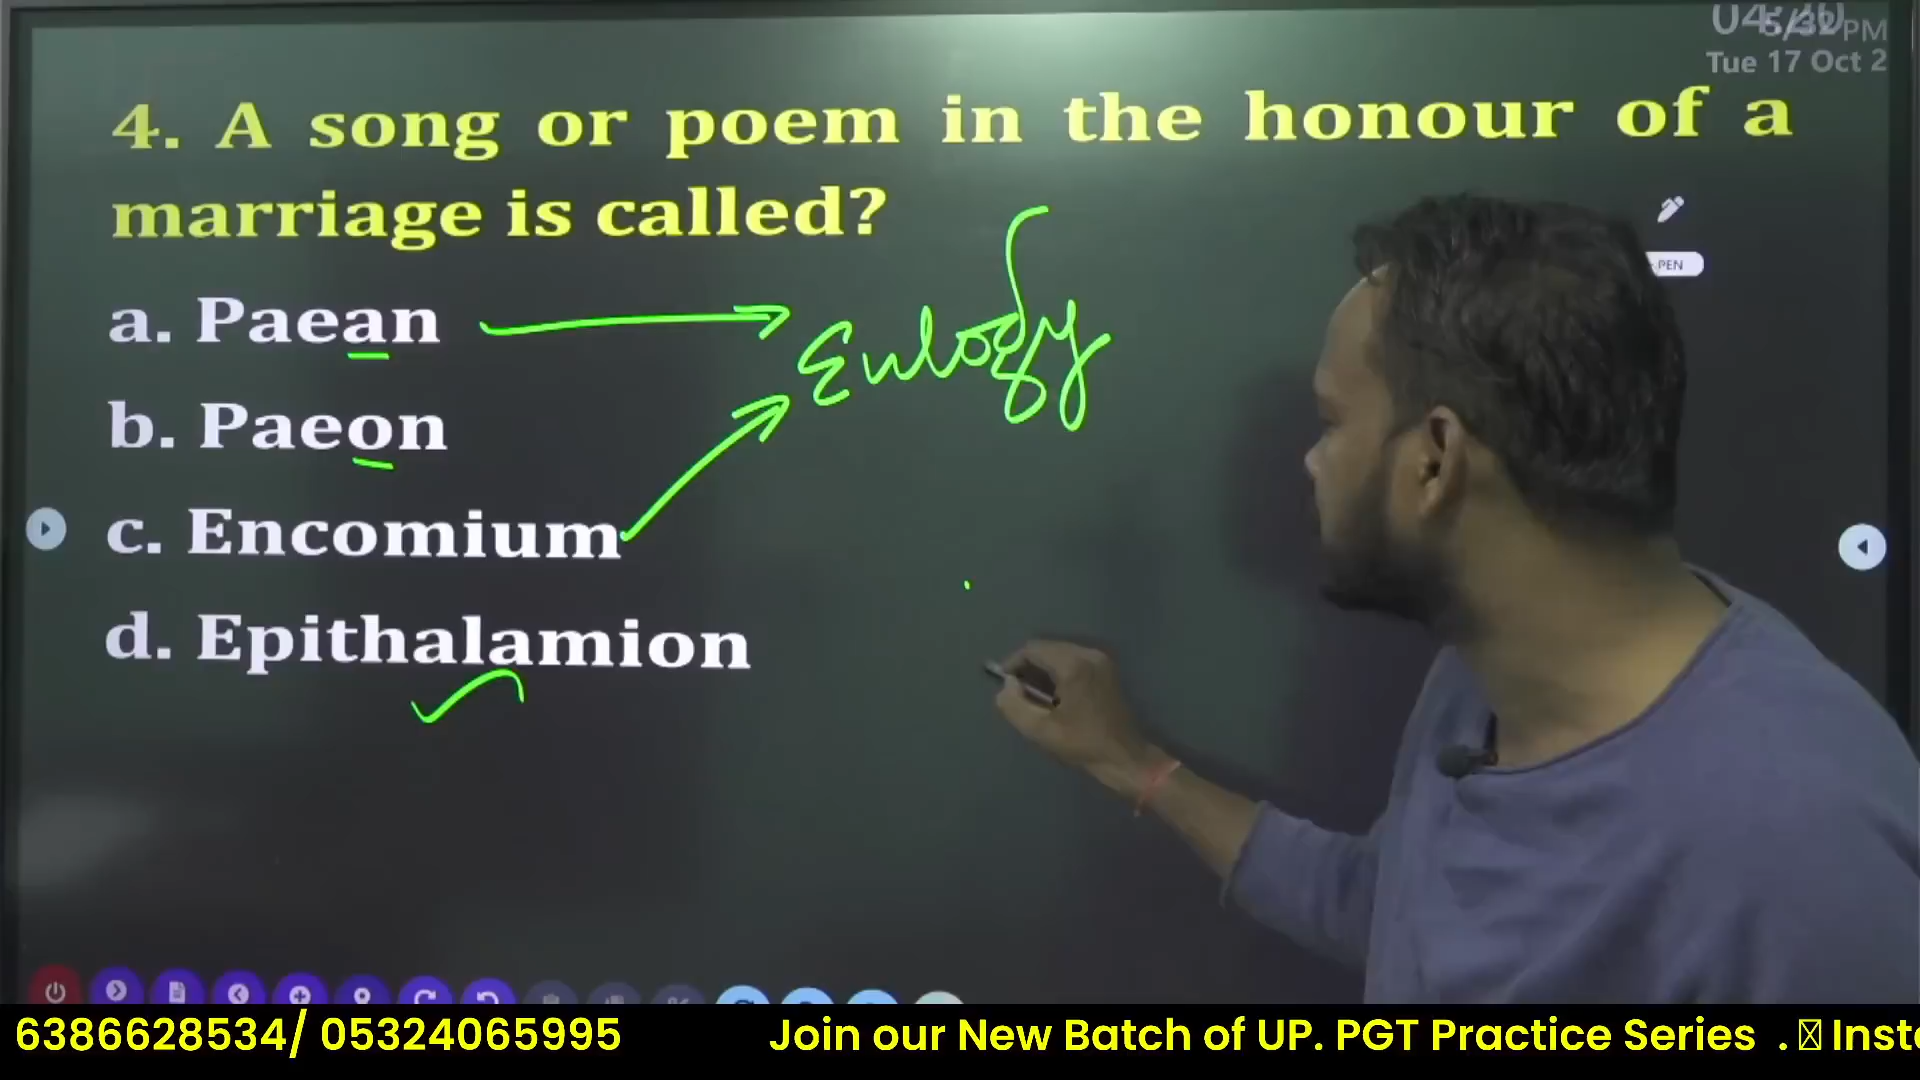 Tue 17 Oct 2
4. A song or poem in the honour of a
marriage is called?
PEN
a. Paean
Eulogy
b. Paeon
c. Encomium
d. Epithalamion
6386628534/ 05324065995
Join our New Batch of UP. PGT Practice Series . Insta